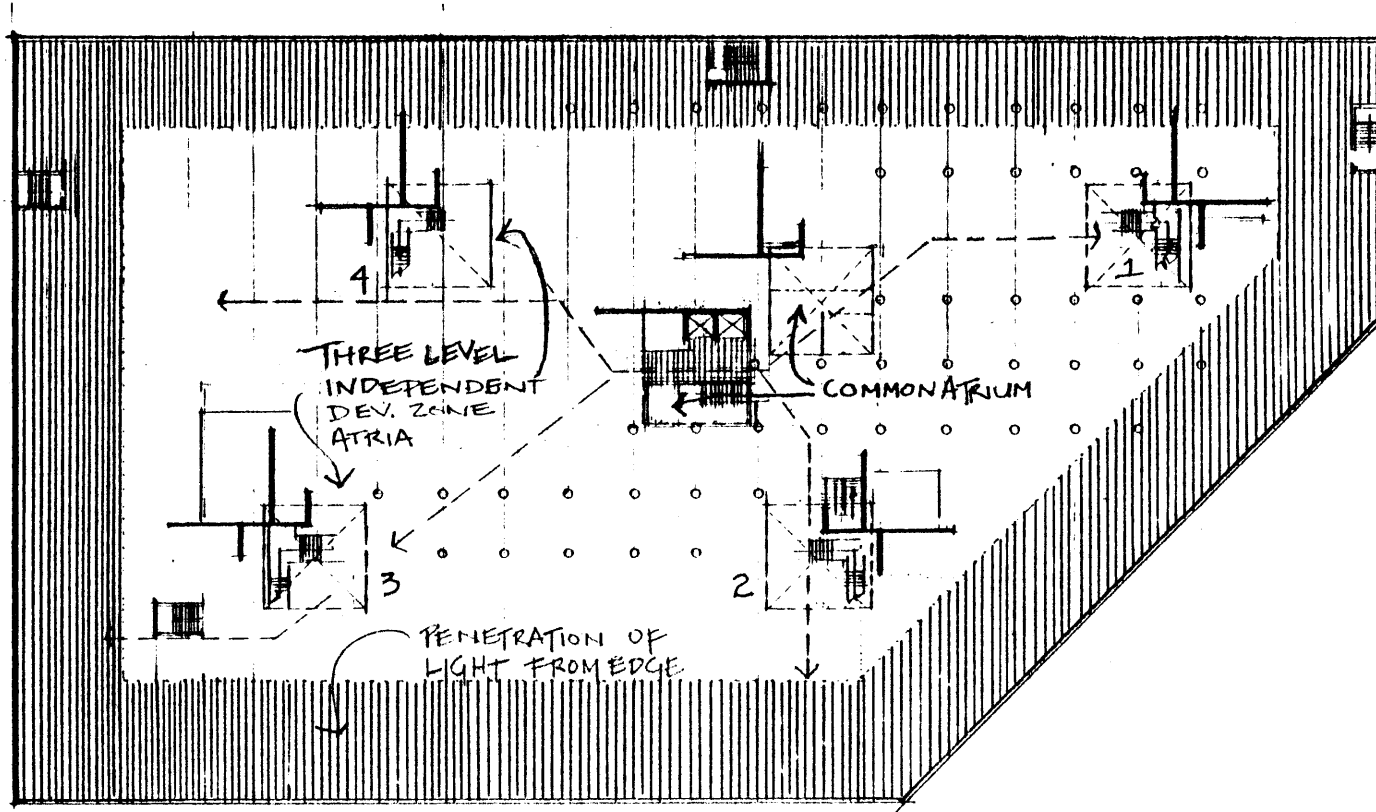 4
1
THREE LEVEL
INDEPENDENT
DEV. ZONE
ATRIA
COMMON ATRIUM
3
2
PENETRATION OF
LIGHT FROM EDGE